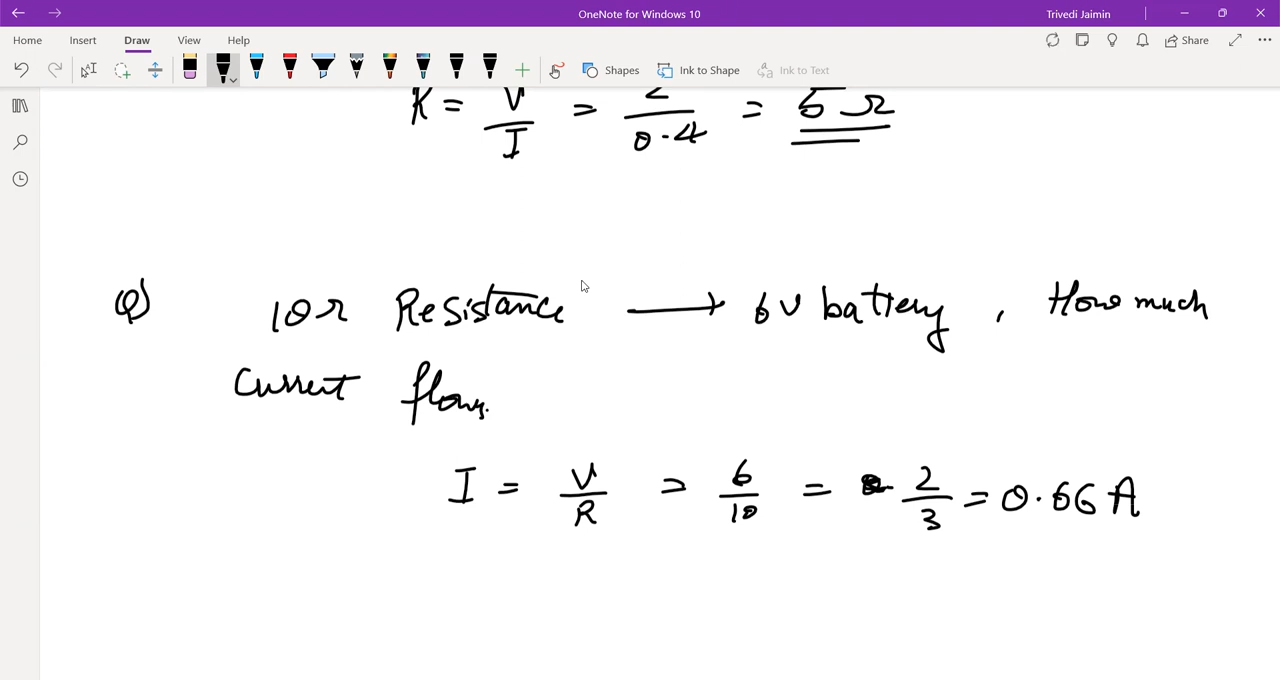 OneNote for Windows 10
Trivedi Jaimin
Home Insert Draw View Help
Share
Shapes Ink to Shape Ink to Text
R = V/I = 2/0.4 = 5 Ω
Q) 10Ω Resistance → 6V battery, How much
current flows.
I = V/R = 6/10 = 2/3 = 0.66 A